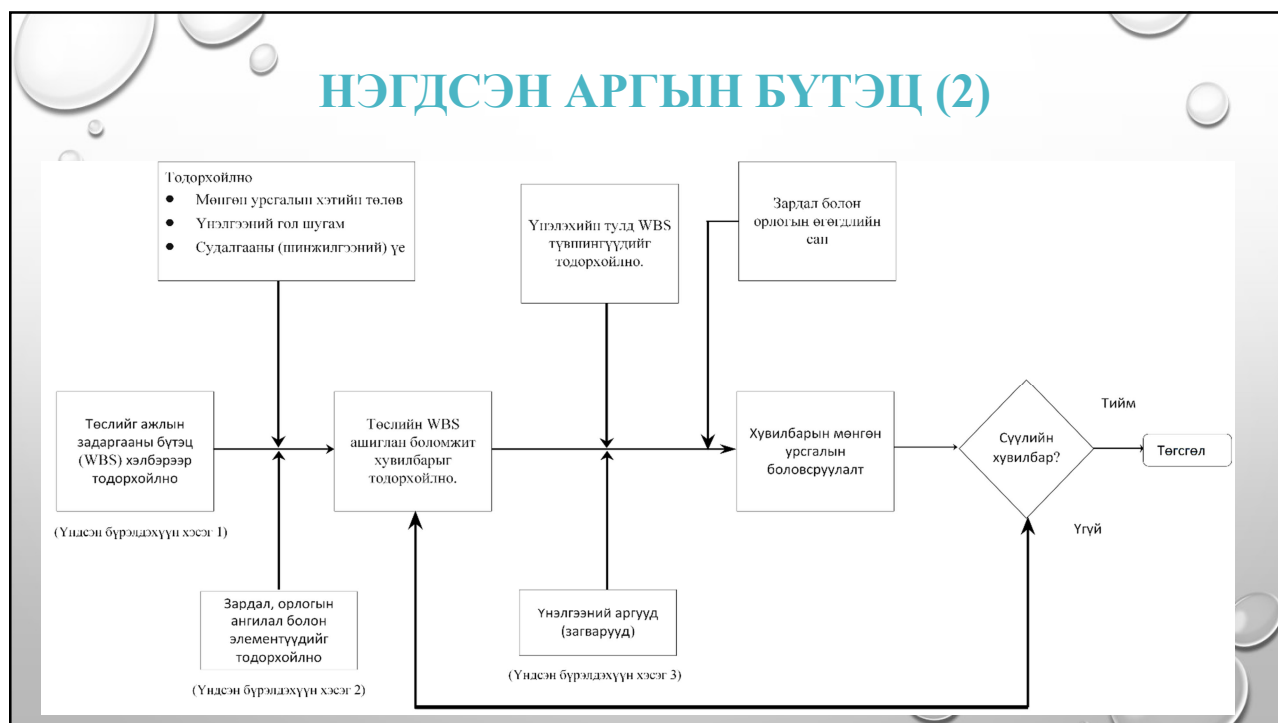 НЭГДСЭН АРГЫН БҮТЭЦ (2)
Тодорхойлно
● Мөнгөн урсгалын хэтийн төлөв
● Үнэлгээний гол шугам
● Судалгааны (шинжилгээний) үе
Үнэлэхийн тулд WBS
түвшингүүдийг
тодорхойлно.
Зардал болон
орлогын өгөгдлийн
сан
Төслийг ажлын
задаргааны бүтэц
(WBS) хэлбэрээр
тодорхойлно
(Үндсэн бүрэлдэхүүн хэсэг 1)
Төслийн WBS
ашиглан боломжит
хувилбарыг
тодорхойлно.
Хувилбарын мөнгөн
урсгалын
боловсруулалт
Сүүлийн
хувилбар?
Тийм
Төгсгөл
Үгүй
Зардал, орлогын
ангилал болон
элементүүдийг
тодорхойлно
(Үндсэн бүрэлдэхүүн хэсэг 2)
Үнэлгээний аргууд
(загварууд)
(Үндсэн бүрэлдэхүүн хэсэг 3)